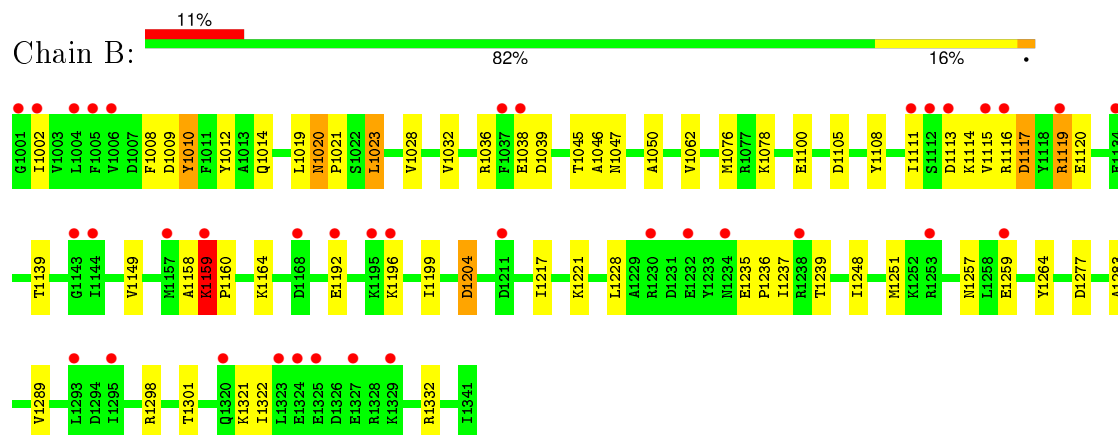 11%
Chain B:
82% 16% •
G1001 I1002 V1003 L1004 F1005 V1006 D1007 F1008 D1009 Y1010 F1011 Y1012 A1013 Q1014 L1019 N1020 P1021 S1022 L1023 V1028 V1032 R1036 F1037 E1038 D1039 T1045 A1046 N1047 A1050 V1062 M1076 R1077 K1078 E1100 D1105 Y1108 I1111 S1112 D1113 K1114 V1115 R1116 D1117 Y1118 R1119 E1120
T1139 G1143 I1144 V1149 M1157 A1158 K1159 P1160 K1164 D1168 E1192 K1195 K1196 I1199 D1204 D1211 I1217 K1221 L1228 A1229 R1230 D1231 E1232 Y1233 N1234 E1235 P1236 I1237 R1238 T1239 I1248 M1251 K1252 R1253 N1257 L1258 E1259 Y1264 D1277
V1289 L1293 D1294 I1295 R1298 T1301 Q1320 K1321 I1322 L1323 E1324 E1325 D1326 E1327 R1328 K1329 R1332 I1341